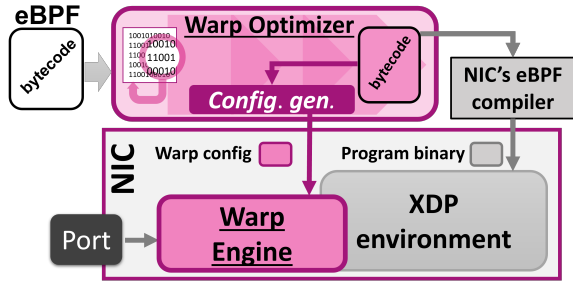 eBPF
bytecode
Warp Optimizer
1001010010
10010
11001
00010
bytecode
Config. gen.
NIC's eBPF
compiler
NIC
Warp config
Program binary
Port
Warp
Engine
XDP
environment